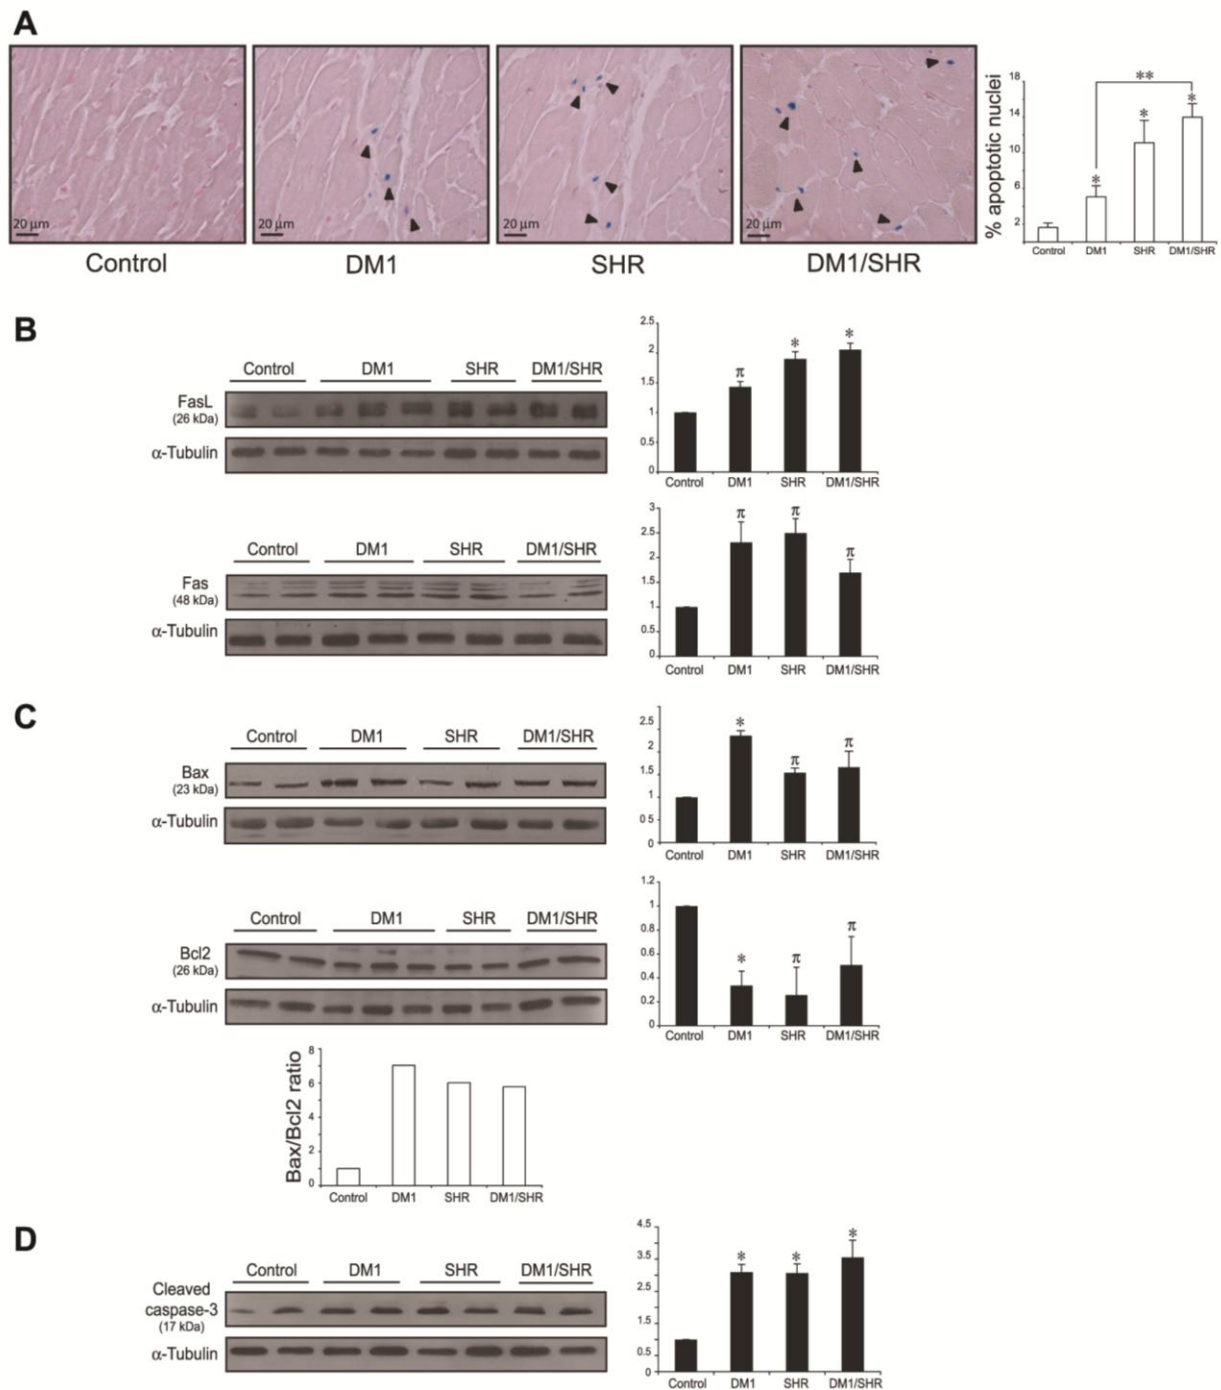 A
20 μm
20 μm
20 μm
20 μm
Control
DM1
SHR
DM1/SHR
% apoptotic nuclei
18
14
10
6
2
**
*
*
*
Control DM1 SHR DM1/SHR
B
Control DM1 SHR DM1/SHR
FasL
(26 kDa)
α-Tubulin
2.5
2
1.5
1
0.5
0
π
*
*
Control DM1 SHR DM1/SHR
Control DM1 SHR DM1/SHR
Fas
(48 kDa)
α-Tubulin
3
2.5
2
1.5
1
0.5
0
π
π
π
Control DM1 SHR DM1/SHR
C
Control DM1 SHR DM1/SHR
Bax
(23 kDa)
α-Tubulin
2.5
2
1.5
1
0 5
0
*
π
π
Control DM1 SHR DM1/SHR
Control DM1 SHR DM1/SHR
Bcl2
(26 kDa)
α-Tubulin
1.2
1
0.8
0.6
0.4
0.2
0
*
π
π
Control DM1 SHR DM1/SHR
Bax/Bcl2 ratio
8
6
4
2
0
Control DM1 SHR DM1/SHR
D
Control DM1 SHR DM1/SHR
Cleaved
caspase-3
(17 kDa)
α-Tubulin
4.5
3.5
2.5
1.5
0.5
0
*
*
*
Control DM1 SHR DM1/SHR